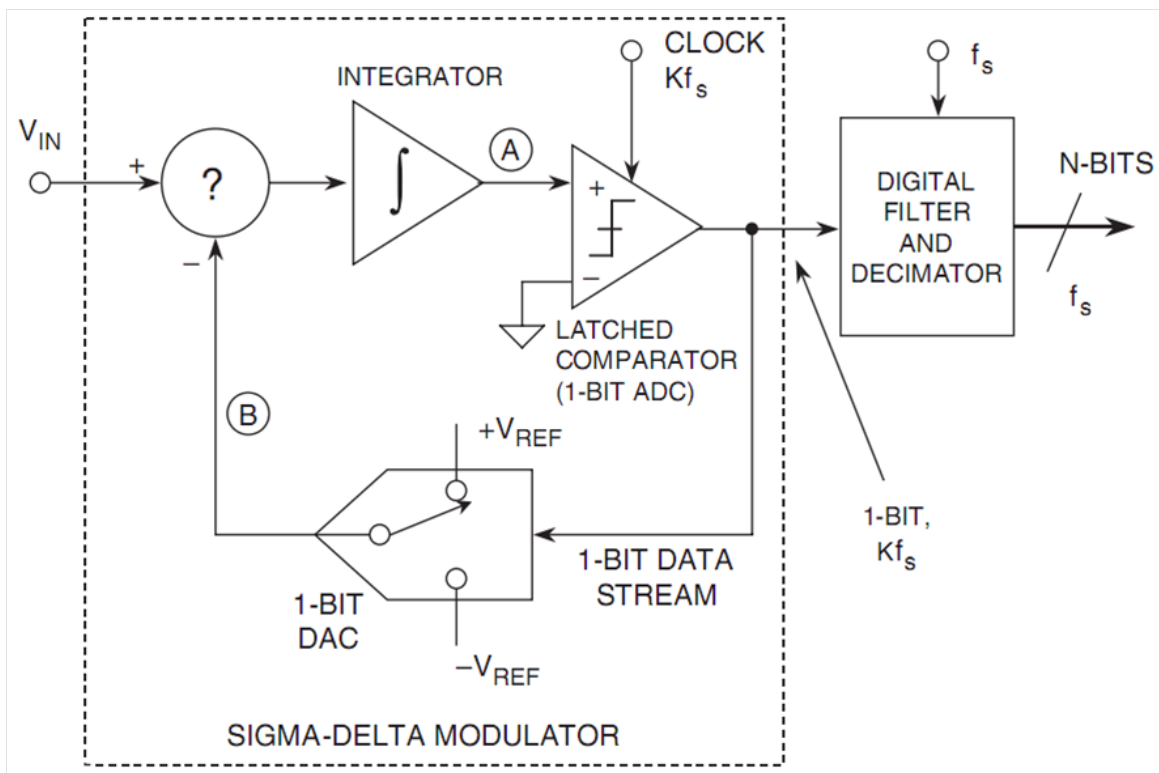 CLOCK
Kfs
fs
INTEGRATOR
VIN
+
?
∫
A
N-BITS
+
DIGITAL
FILTER
AND
DECIMATOR
−
−
fs
LATCHED
COMPARATOR
(1-BIT ADC)
B
+VREF
1-BIT,
Kfs
1-BIT DATA
STREAM
1-BIT
DAC
−VREF
SIGMA-DELTA MODULATOR